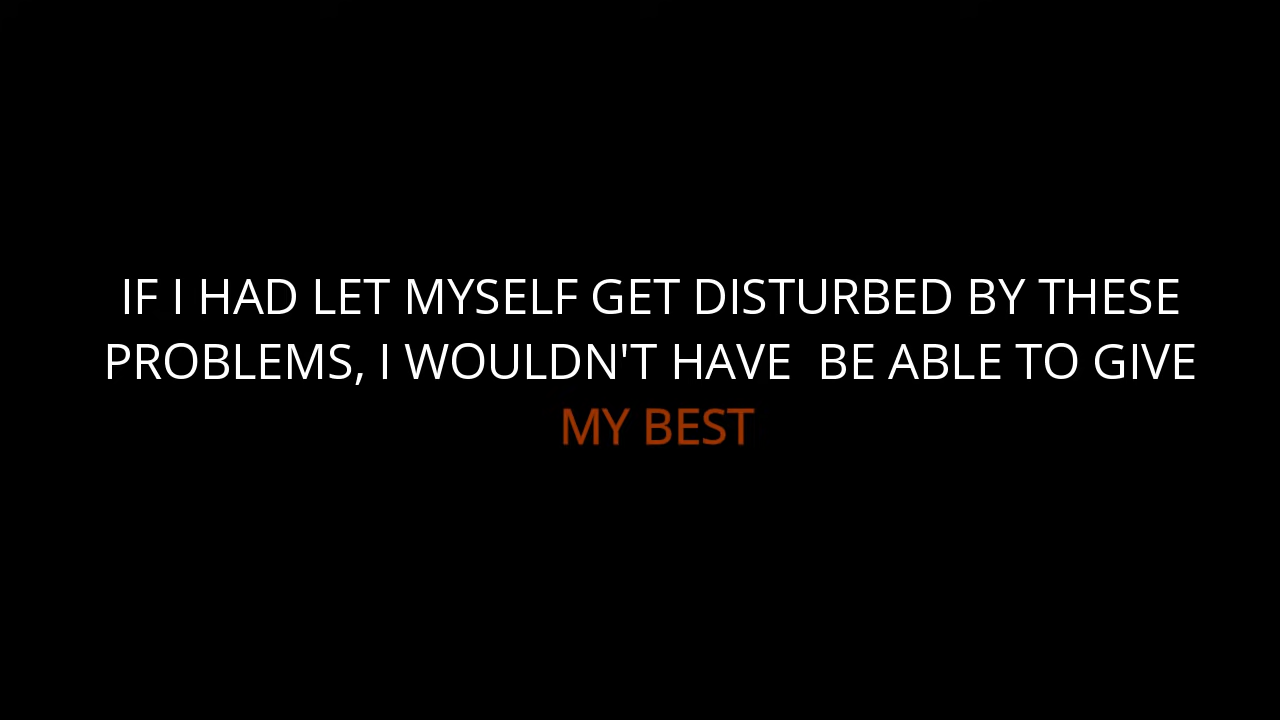 IF I HAD LET MYSELF GET DISTURBED BY THESE
PROBLEMS, I WOULDN'T HAVE  BE ABLE TO GIVE
MY BEST